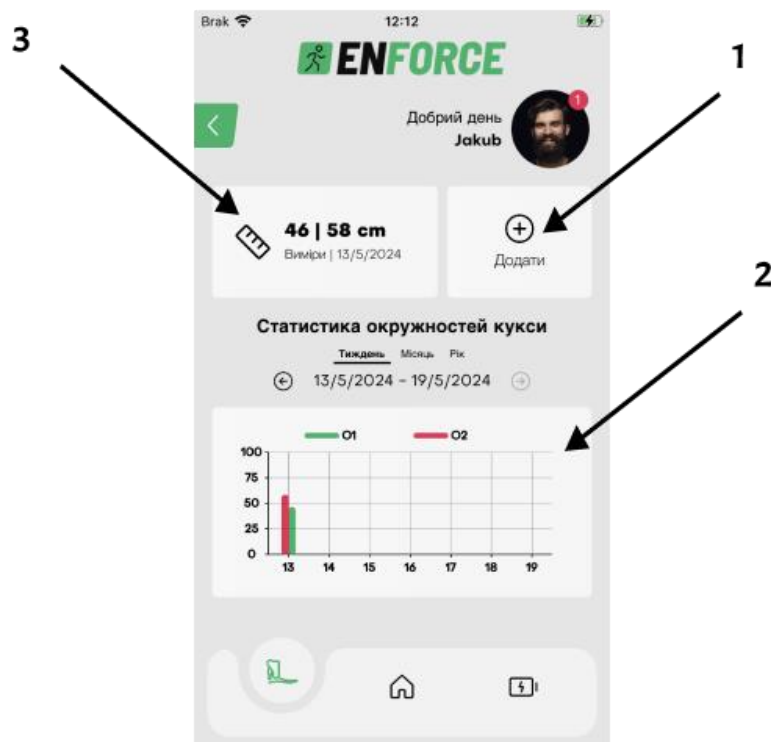 3
1
2
Brak 12:12
ENFORCE
1
Добрий день
Jakub
46 | 58 cm
Виміри | 13/5/2024
Додати
Статистика окружностей кукси
Тиждень Місяць Рік
13/5/2024 - 19/5/2024
O1 O2
100
75
50
25
0
13 14 15 16 17 18 19